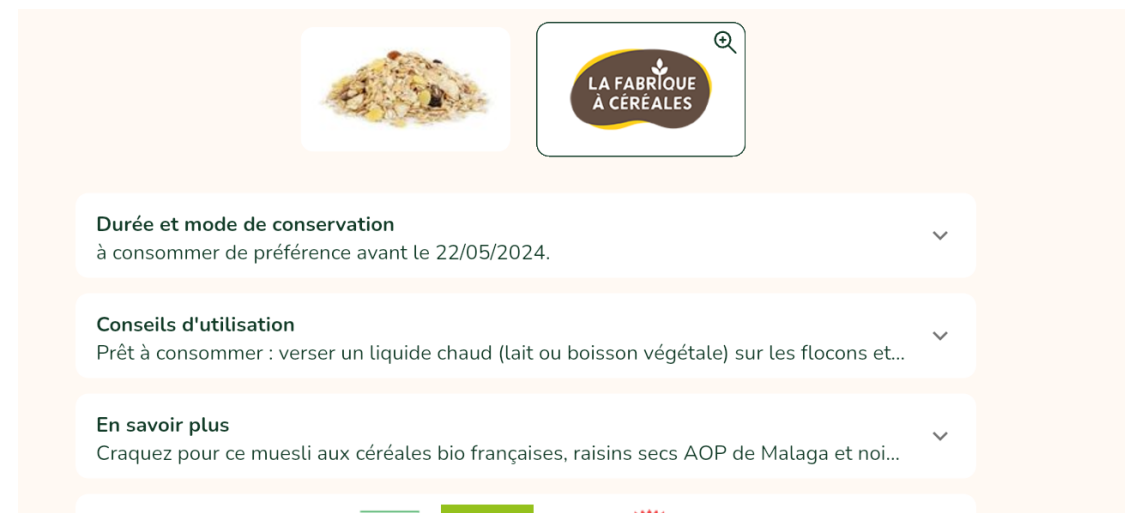 LA FABRIQUE
À CÉRÉALES
Durée et mode de conservation
à consommer de préférence avant le 22/05/2024.
Conseils d'utilisation
Prêt à consommer : verser un liquide chaud (lait ou boisson végétale) sur les flocons et...
En savoir plus
Craquez pour ce muesli aux céréales bio françaises, raisins secs AOP de Malaga et noi...